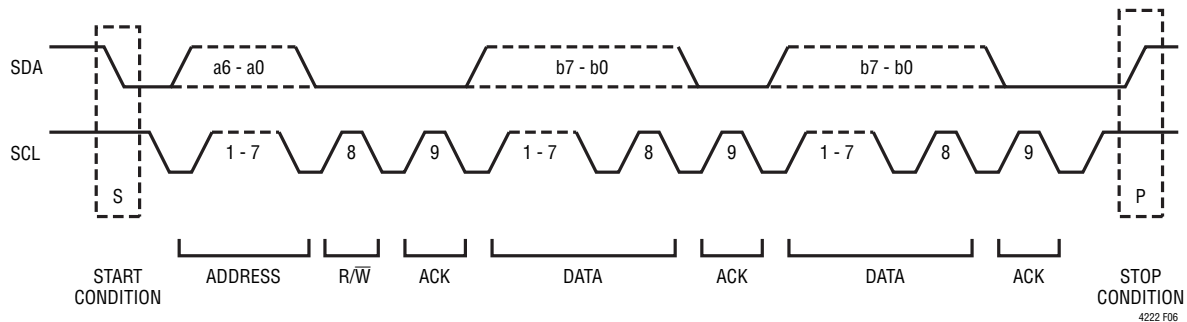 SDA
a6 - a0
b7 - b0
b7 - b0
SCL
1 - 7
8
9
1 - 7
8
9
1 - 7
8
9
S
P
START
CONDITION
ADDRESS
R/W̅
ACK
DATA
ACK
DATA
ACK
STOP
CONDITION
4222 F06